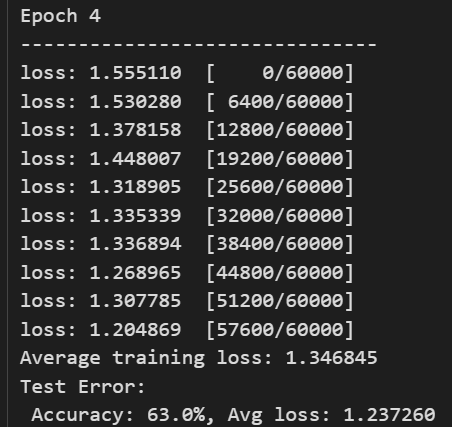 Epoch 4
-------------------------------
loss: 1.555110  [    0/60000]
loss: 1.530280  [ 6400/60000]
loss: 1.378158  [12800/60000]
loss: 1.448007  [19200/60000]
loss: 1.318905  [25600/60000]
loss: 1.335339  [32000/60000]
loss: 1.336894  [38400/60000]
loss: 1.268965  [44800/60000]
loss: 1.307785  [51200/60000]
loss: 1.204869  [57600/60000]
Average training loss: 1.346845
Test Error:
 Accuracy: 63.0%, Avg loss: 1.237260